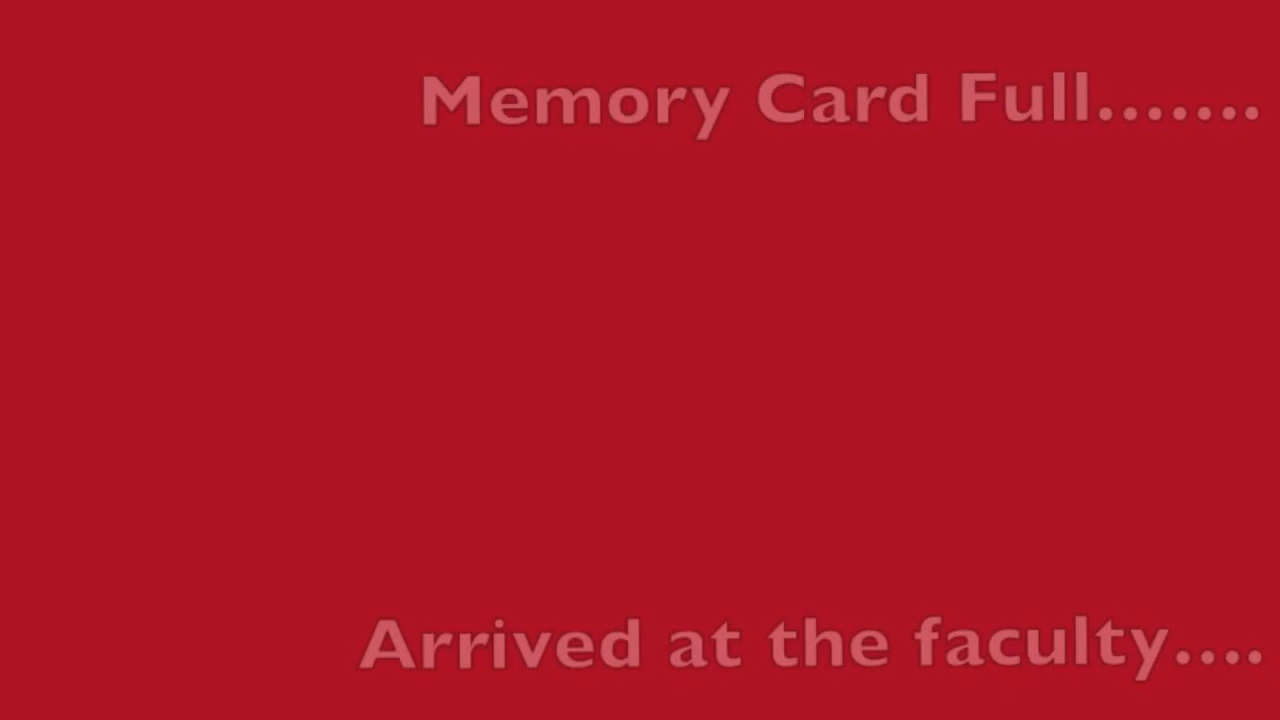 Memory Card Full.......
Arrived at the faculty....